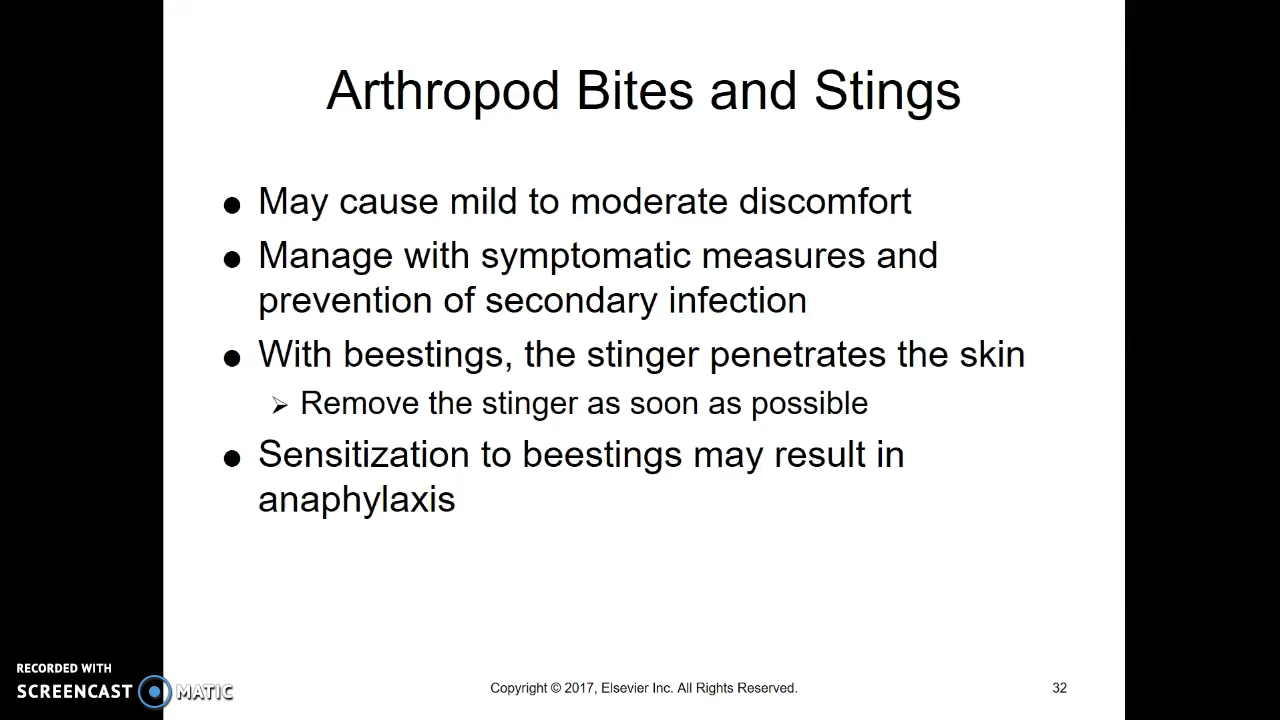 Arthropod Bites and Stings
● May cause mild to moderate discomfort
● Manage with symptomatic measures and
prevention of secondary infection
● With beestings, the stinger penetrates the skin
➢ Remove the stinger as soon as possible
● Sensitization to beestings may result in
anaphylaxis
RECORDED WITH
SCREENCAST MATIC
Copyright © 2017, Elsevier Inc. All Rights Reserved.
32